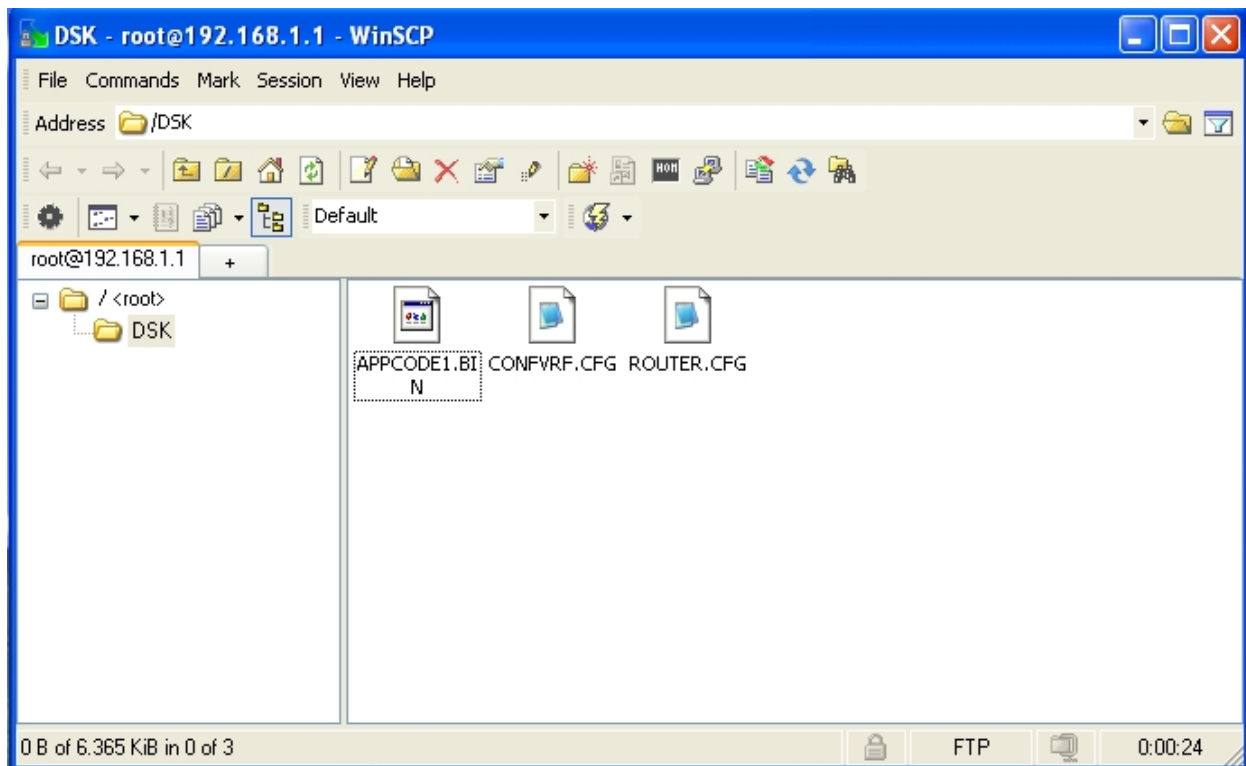 DSK - root@192.168.1.1 - WinSCP
File Commands Mark Session View Help
Address /DSK
Default
root@192.168.1.1 +
/ <root>
DSK
APPCODE1.BI CONFVRF.CFG ROUTER.CFG
N
0 B of 6.365 KiB in 0 of 3 FTP 0:00:24